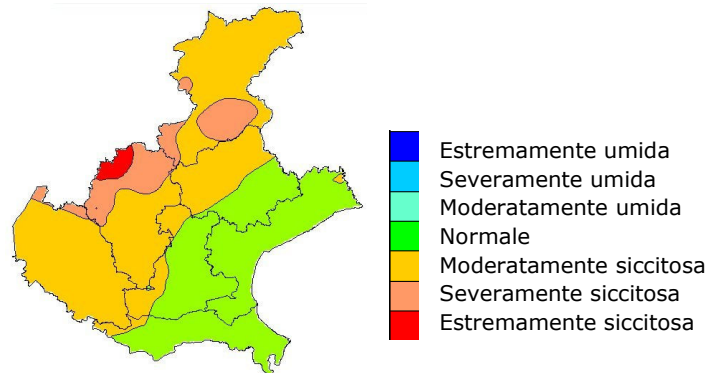 Estremamente umida
Severamente umida
Moderatamente umida
Normale
Moderatamente siccitosa
Severamente siccitosa
Estremamente siccitosa